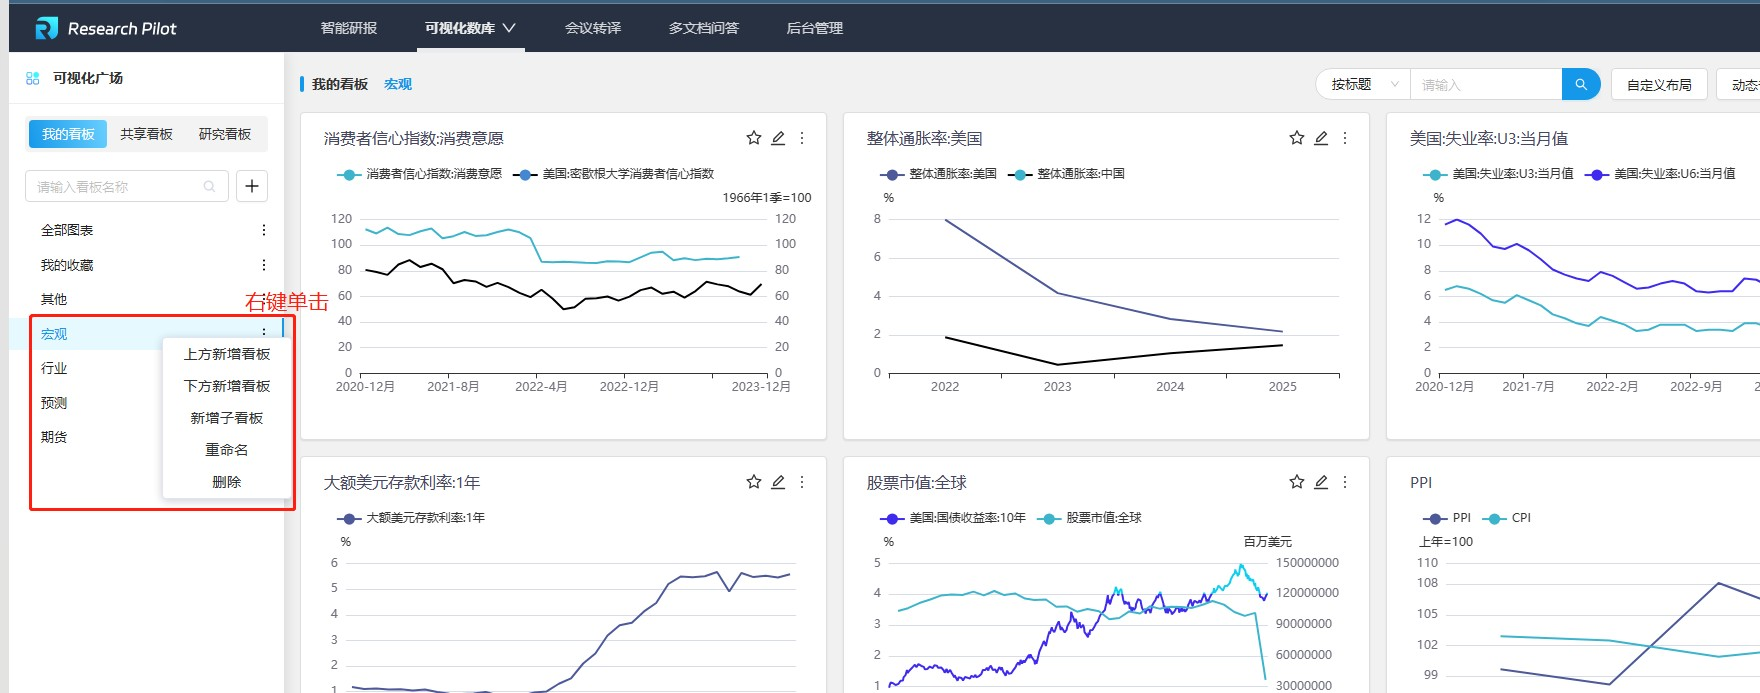 Research Pilot
智能研报
可视化数库
会议转译
多文档问答
后台管理
可视化广场
我的看板
共享看板
研究看板
请输入看板名称
全部图表
我的收藏
其他
右键单击
宏观
上方新增看板
行业
下方新增看板
预测
新增子看板
期货
重命名
删除
我的看板 宏观
按标题
请输入
自定义布局
动态
消费者信心指数:消费意愿
消费者信心指数:消费意愿 美国:密歇根大学消费者信心指数
1966年1季=100
120 120
100 100
80 80
60 60
40 40
20 20
0 0
2020-12月 2021-8月 2022-4月 2022-12月 2023-12月
整体通胀率:美国
整体通胀率:美国 整体通胀率:中国
%
8
6
4
2
0
2022 2023 2024 2025
美国:失业率:U3:当月值
美国:失业率:U3:当月值 美国:失业率:U6:当月值
%
12
10
8
6
4
2
0
2020-12月 2021-7月 2022-2月 2022-9月
大额美元存款利率:1年
大额美元存款利率:1年
%
6
5
4
3
2
1
股票市值:全球
美国:国债收益率:10年 股票市值:全球
% 百万美元
5 150000000
4 120000000
3 90000000
2 60000000
1 30000000
PPI
PPI CPI
上年=100
110
108
105
102
99